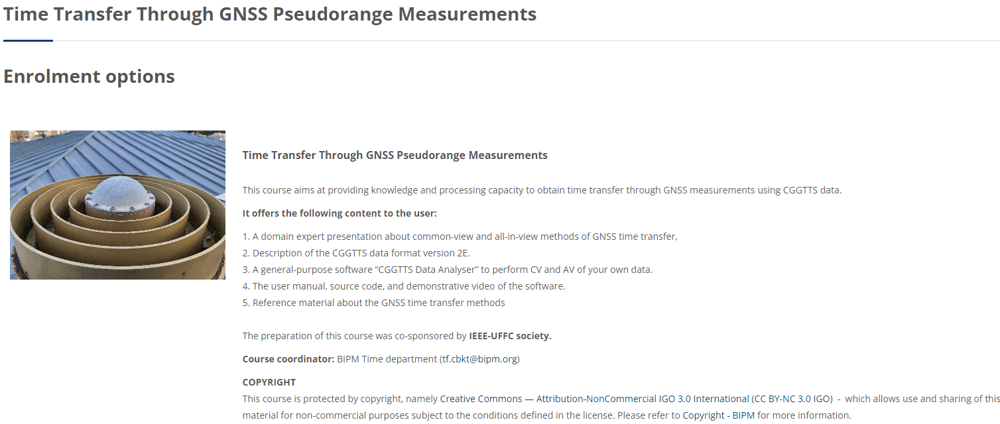 Time Transfer Through GNSS Pseudorange Measurements
Enrolment options
Time Transfer Through GNSS Pseudorange Measurements
This course aims at providing knowledge and processing capacity to obtain time transfer through GNSS measurements using CGGTTS data.
It offers the following content to the user:
1. A domain expert presentation about common-view and all-in-view methods of GNSS time transfer,
2. Description of the CGGTTS data format version 2E.
3. A general-purpose software “CGGTTS Data Analyser” to perform CV and AV of your own data.
4. The user manual, source code, and demonstrative video of the software.
5. Reference material about the GNSS time transfer methods
The preparation of this course was co-sponsored by IEEE-UFFC society.
Course coordinator: BIPM Time department (tf.cbkt@bipm.org)
COPYRIGHT
This course is protected by copyright, namely Creative Commons — Attribution-NonCommercial IGO 3.0 International (CC BY-NC 3.0 IGO) - which allows use and sharing of this
material for non-commercial purposes subject to the conditions defined in the license. Please refer to Copyright - BIPM for more information.